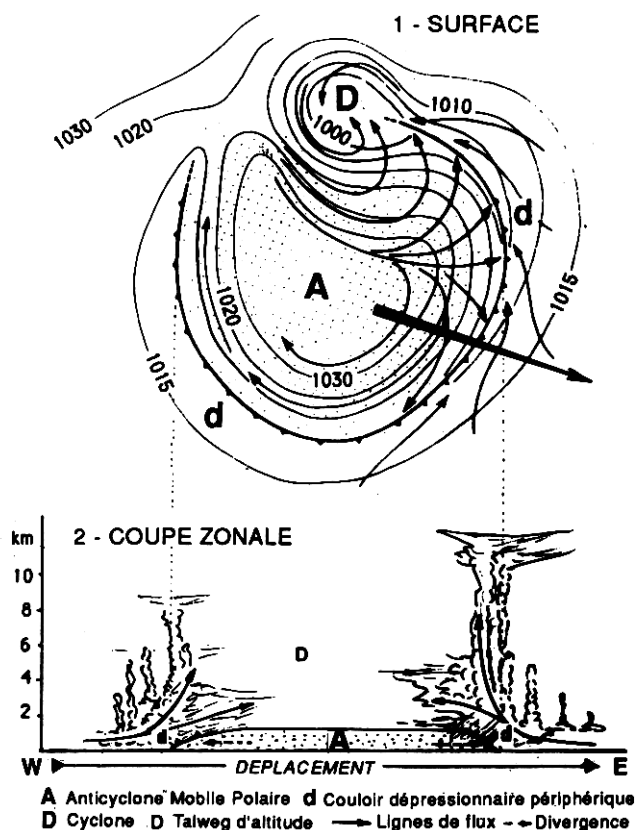 1 - SURFACE
D
1010
1030
1020
1000
d
A
1020
1015
1030
1015
d
km
2 - COUPE ZONALE
10
8
6
D
4
2
d
A
d
W
DEPLACEMENT
E
A Anticyclone Mobile Polaire d Couloir dépressionnaire périphérique
D Cyclone D Talweg d'altitude Lignes de flux Divergence